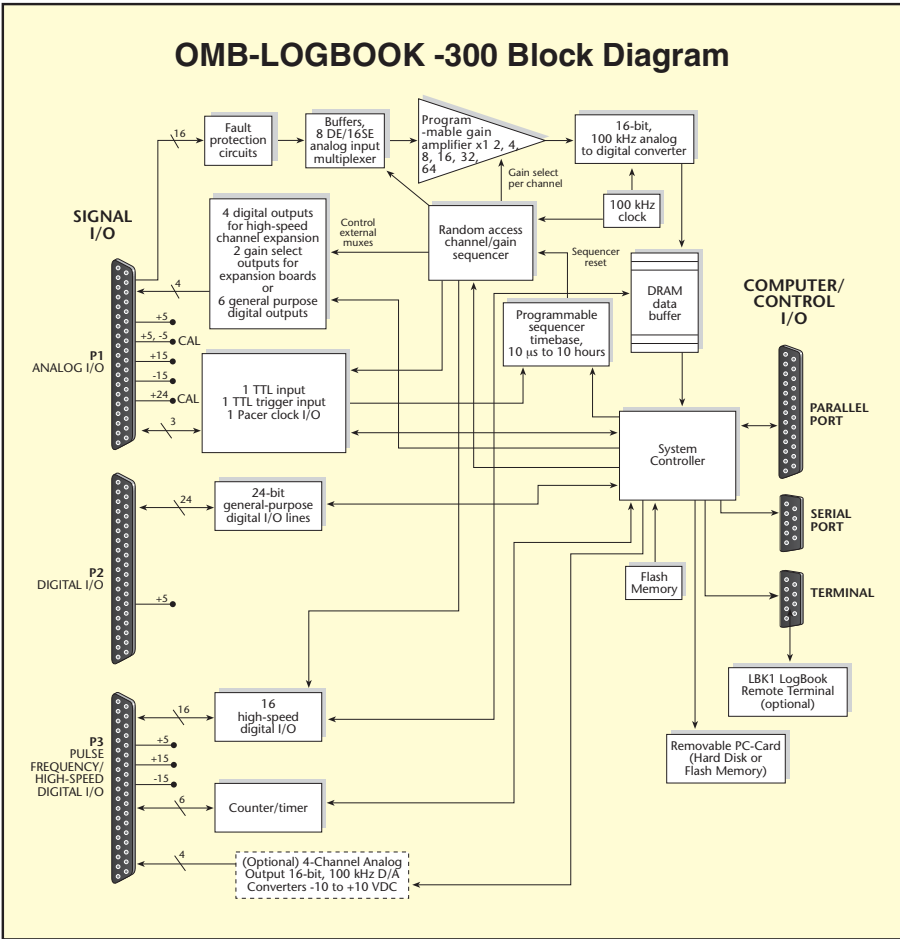 OMB-LOGBOOK -300 Block Diagram
16
Fault
protection
circuits
Buffers,
8 DE/16SE
analog input
multiplexer
Program
-mable gain
amplifier x1 2, 4,
8, 16, 32,
64
16-bit,
100 kHz analog
to digital converter
Gain select
per channel
100 kHz
clock
SIGNAL
I/O
4 digital outputs
for high-speed
channel expansion
2 gain select
outputs for
expansion boards
or
6 general purpose
digital outputs
Control
external
muxes
Random access
channel/gain
sequencer
Sequencer
reset
DRAM
data
buffer
COMPUTER/
CONTROL
I/O
4
+5
+5, -5 CAL
+15
-15
+24 CAL
3
P1
ANALOG I/O
Programmable
sequencer
timebase,
10 µs to 10 hours
1 TTL input
1 TTL trigger input
1 Pacer clock I/O
PARALLEL
PORT
System
Controller
24
24-bit
general-purpose
digital I/O lines
SERIAL
PORT
P2
DIGITAL I/O
+5
Flash
Memory
TERMINAL
LBK1 LogBook
Remote Terminal
(optional)
16
16
high-speed
digital I/O
P3
PULSE
FREQUENCY/
HIGH-SPEED
DIGITAL I/O
+5
+15
-15
Removable PC-Card
(Hard Disk or
Flash Memory)
6
Counter/timer
4
(Optional) 4-Channel Analog
Output 16-bit, 100 kHz D/A
Converters -10 to +10 VDC